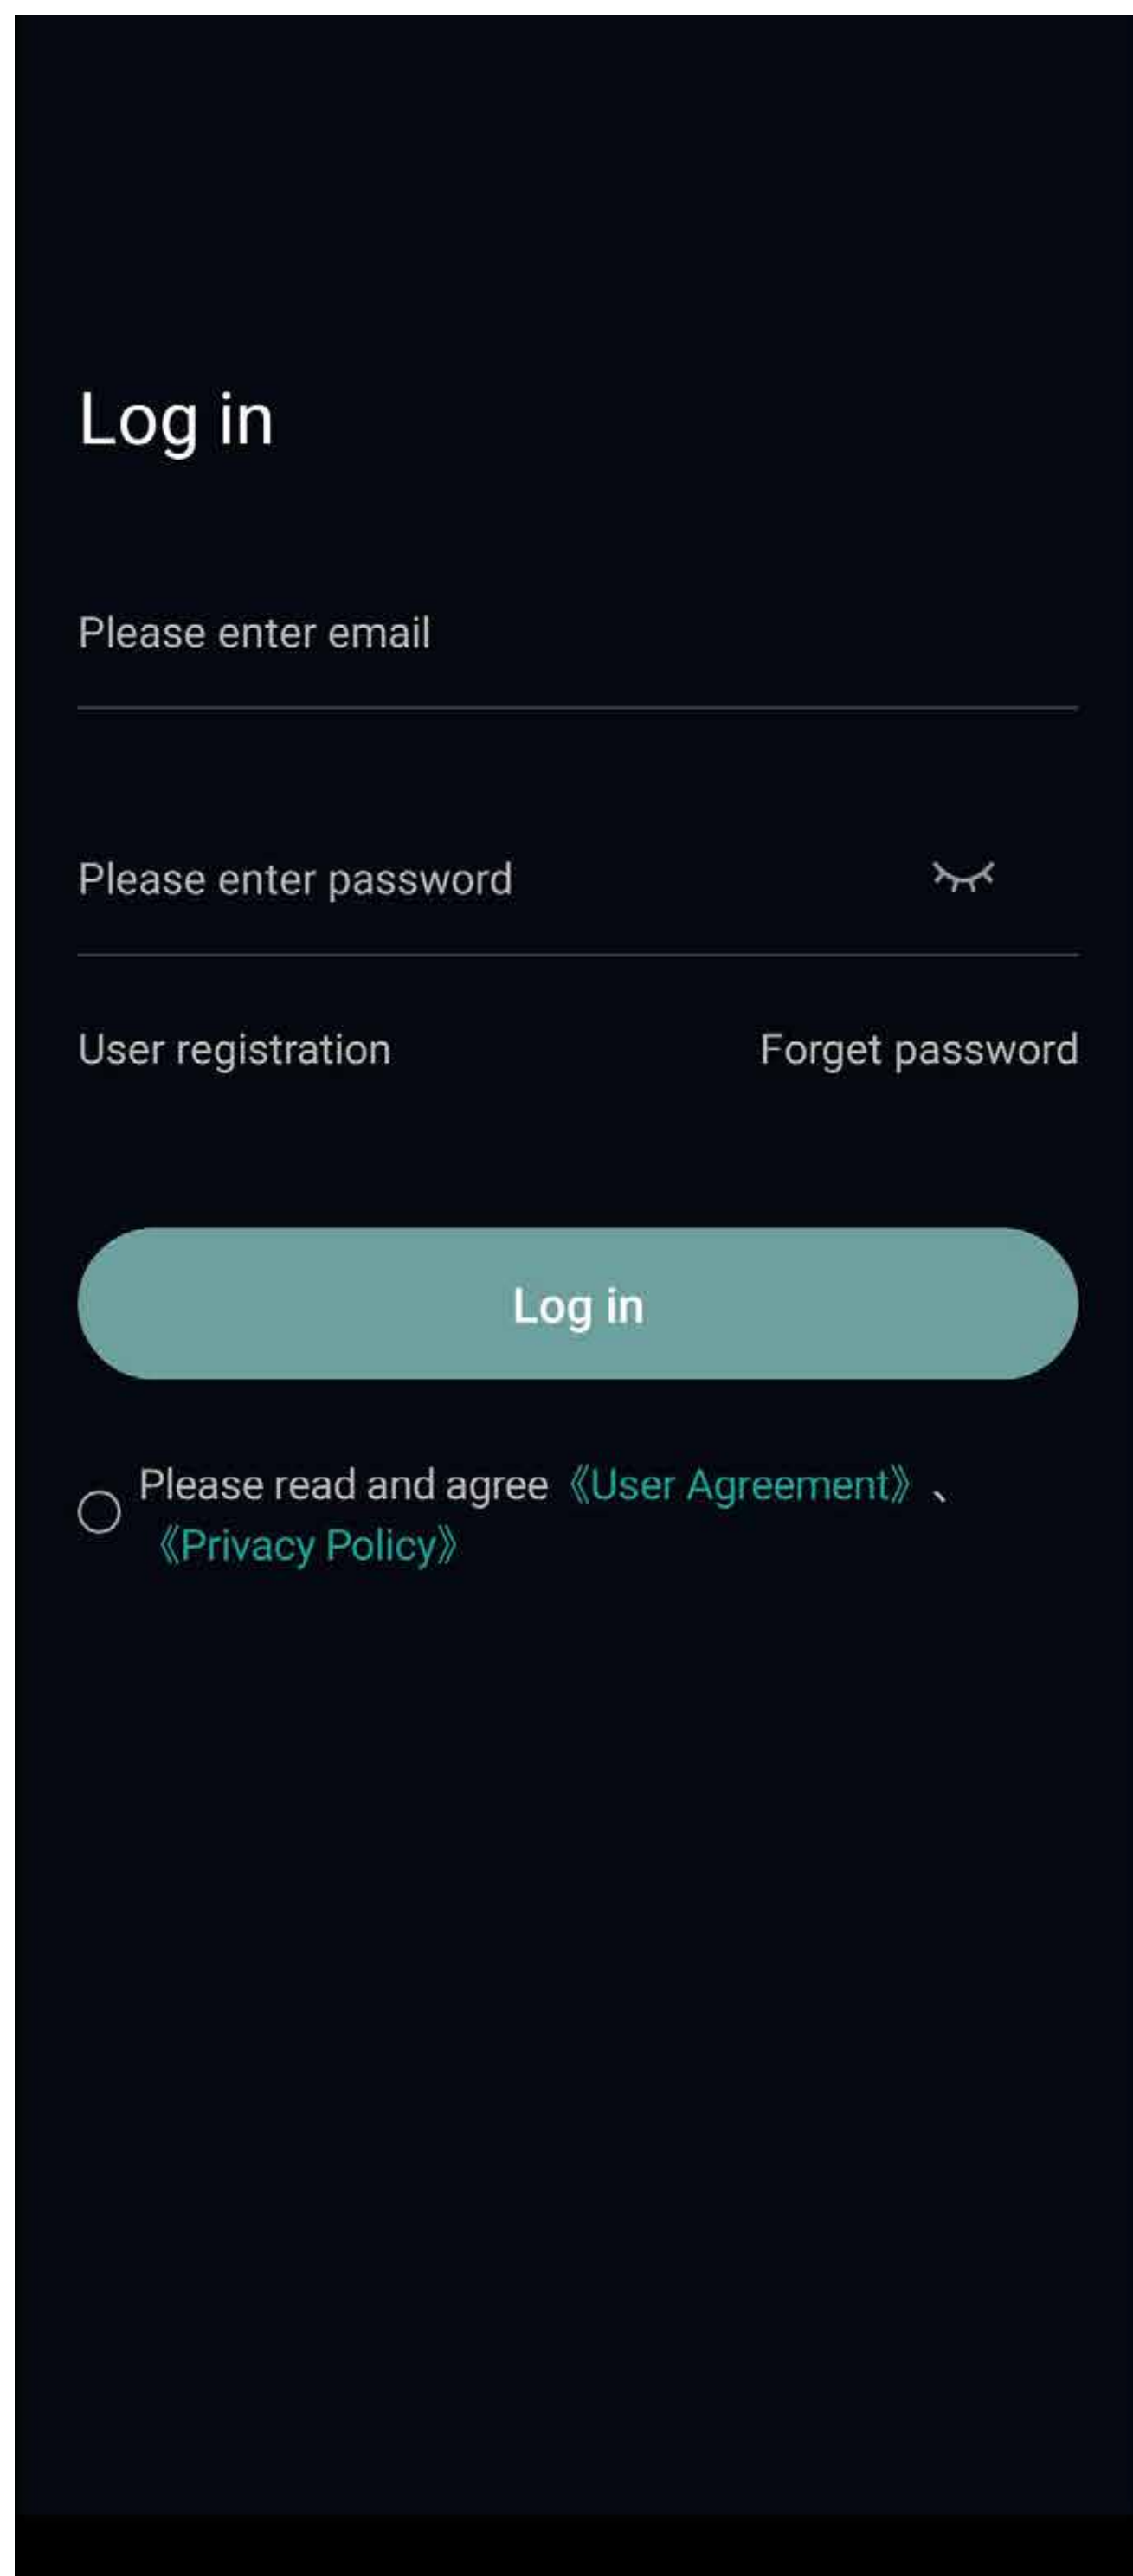 Log in
Please enter email
Please enter password
User registration
Forget password
Log in
Please read and agree 《User Agreement》、
《Privacy Policy》